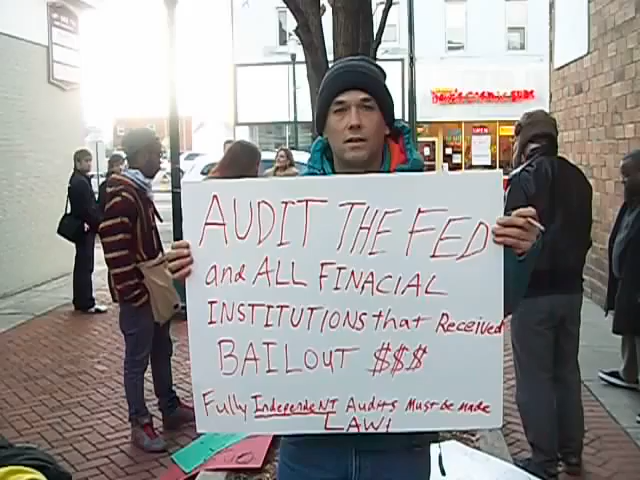 AUDIT THE FED
and ALL FINACIAL
INSTITUTIONS that Received
BAILOUT $$$
Fully IndependeNT Audits Must be made
LAW!
OPEN